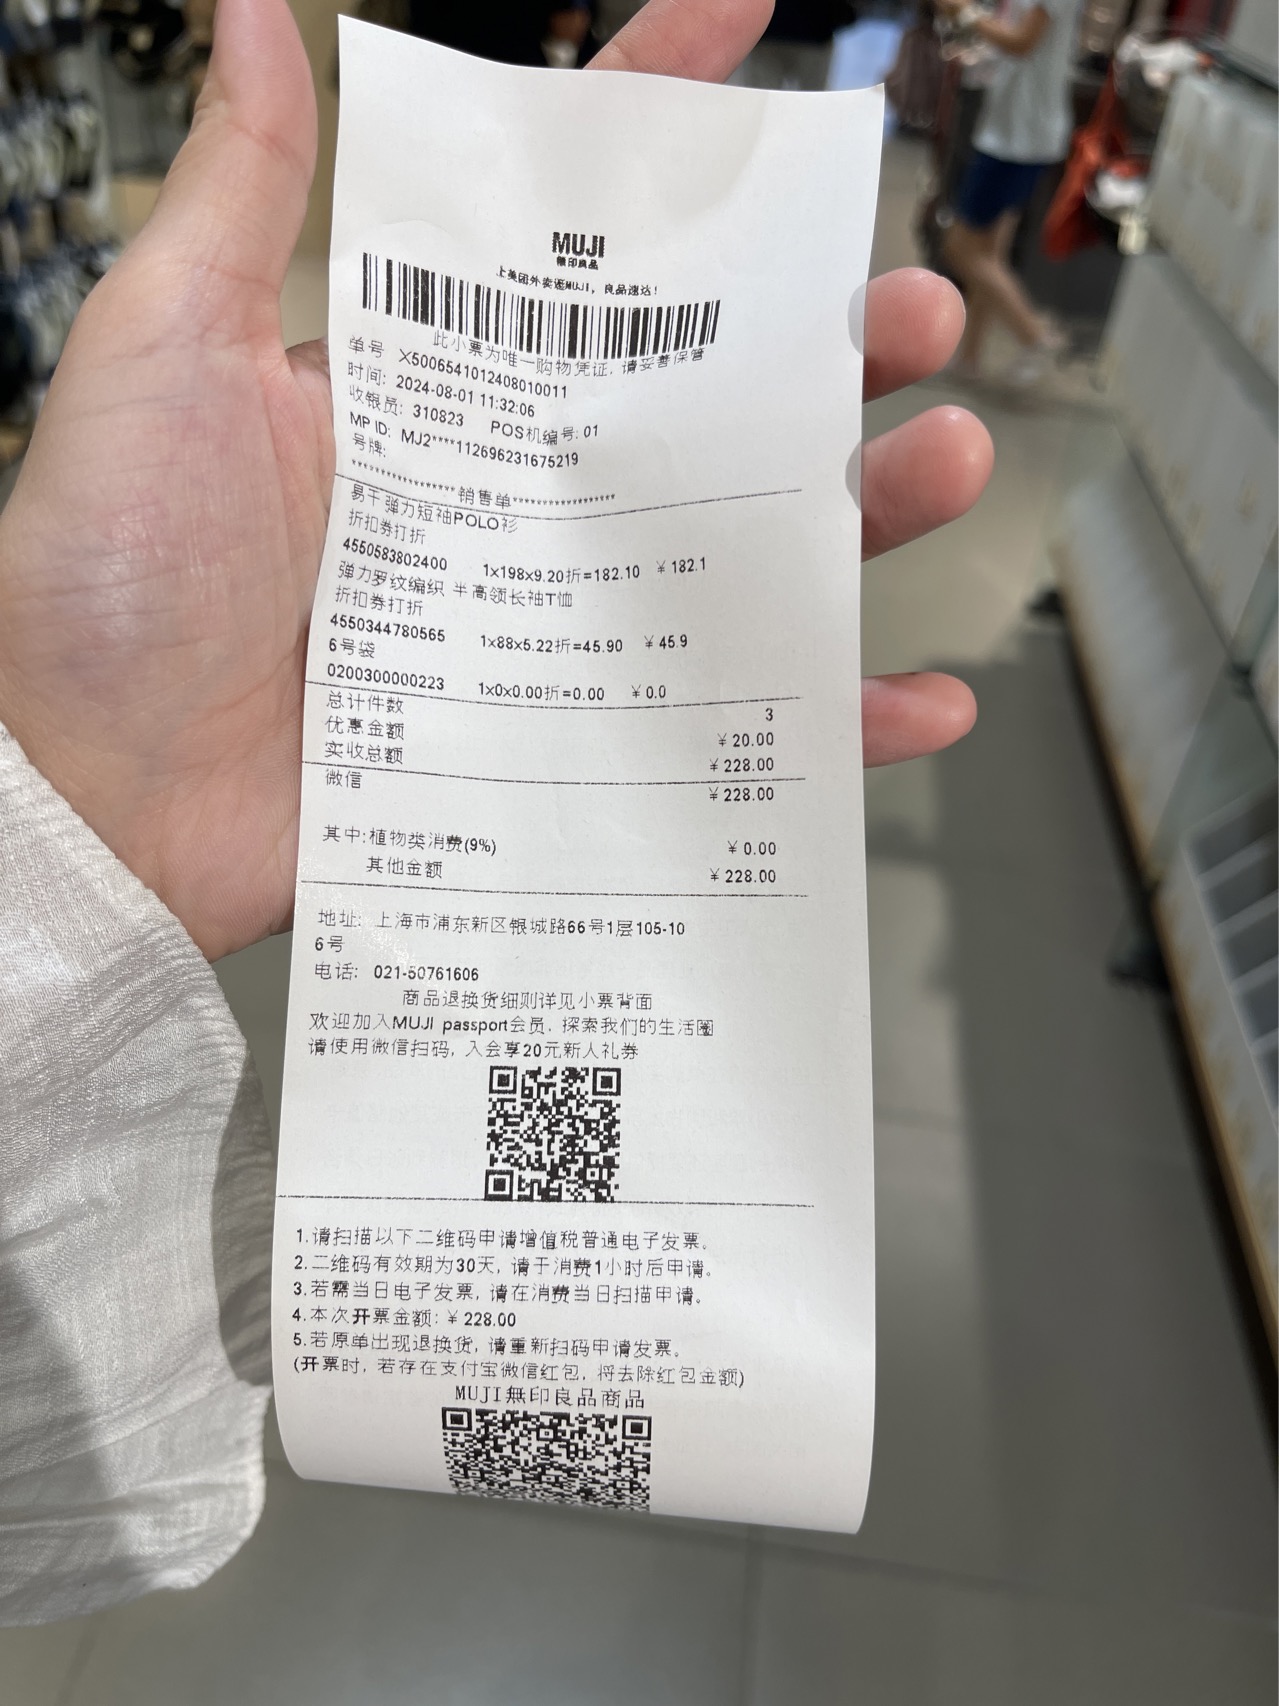 MUJI
無印良品
上美团外卖逛MUJI，良品速达！
此小票为唯一购物凭证，请妥善保管
单号 X5006541012408010011
时间: 2024-08-01 11:32:06
收银员: 310823 POS机编号: 01
MP ID: MJ2****112696231675219
号牌:
******************销售单******************
易干弹力短袖POLO衫
折扣券打折
4550583802400 1x198x9.20折=182.10 ￥182.1
弹力罗纹编织 半高领长袖T恤
折扣券打折
4550344780565 1x88x5.22折=45.90 ￥45.9
6号袋
0200300000223 1x0x0.00折=0.00 ￥0.0
总计件数 3
优惠金额 ￥20.00
实收总额 ￥228.00
微信 ￥228.00
其中:植物类消费(9%) ￥0.00
其他金额 ￥228.00
地址: 上海市浦东新区银城路66号1层105-10
6号
电话: 021-50761606
商品退换货细则详见小票背面
欢迎加入MUJI passport会员，探索我们的生活圈
请使用微信扫码，入会享20元新人礼券
1.请扫描以下二维码申请增值税普通电子发票。
2.二维码有效期为30天，请于消费1小时后申请。
3.若需当日电子发票，请在消费当日扫描申请。
4.本次开票金额:￥228.00
5.若原单出现退换货，请重新扫码申请发票。
(开票时，若存在支付宝微信红包，将去除红包金额)
MUJI無印良品商品